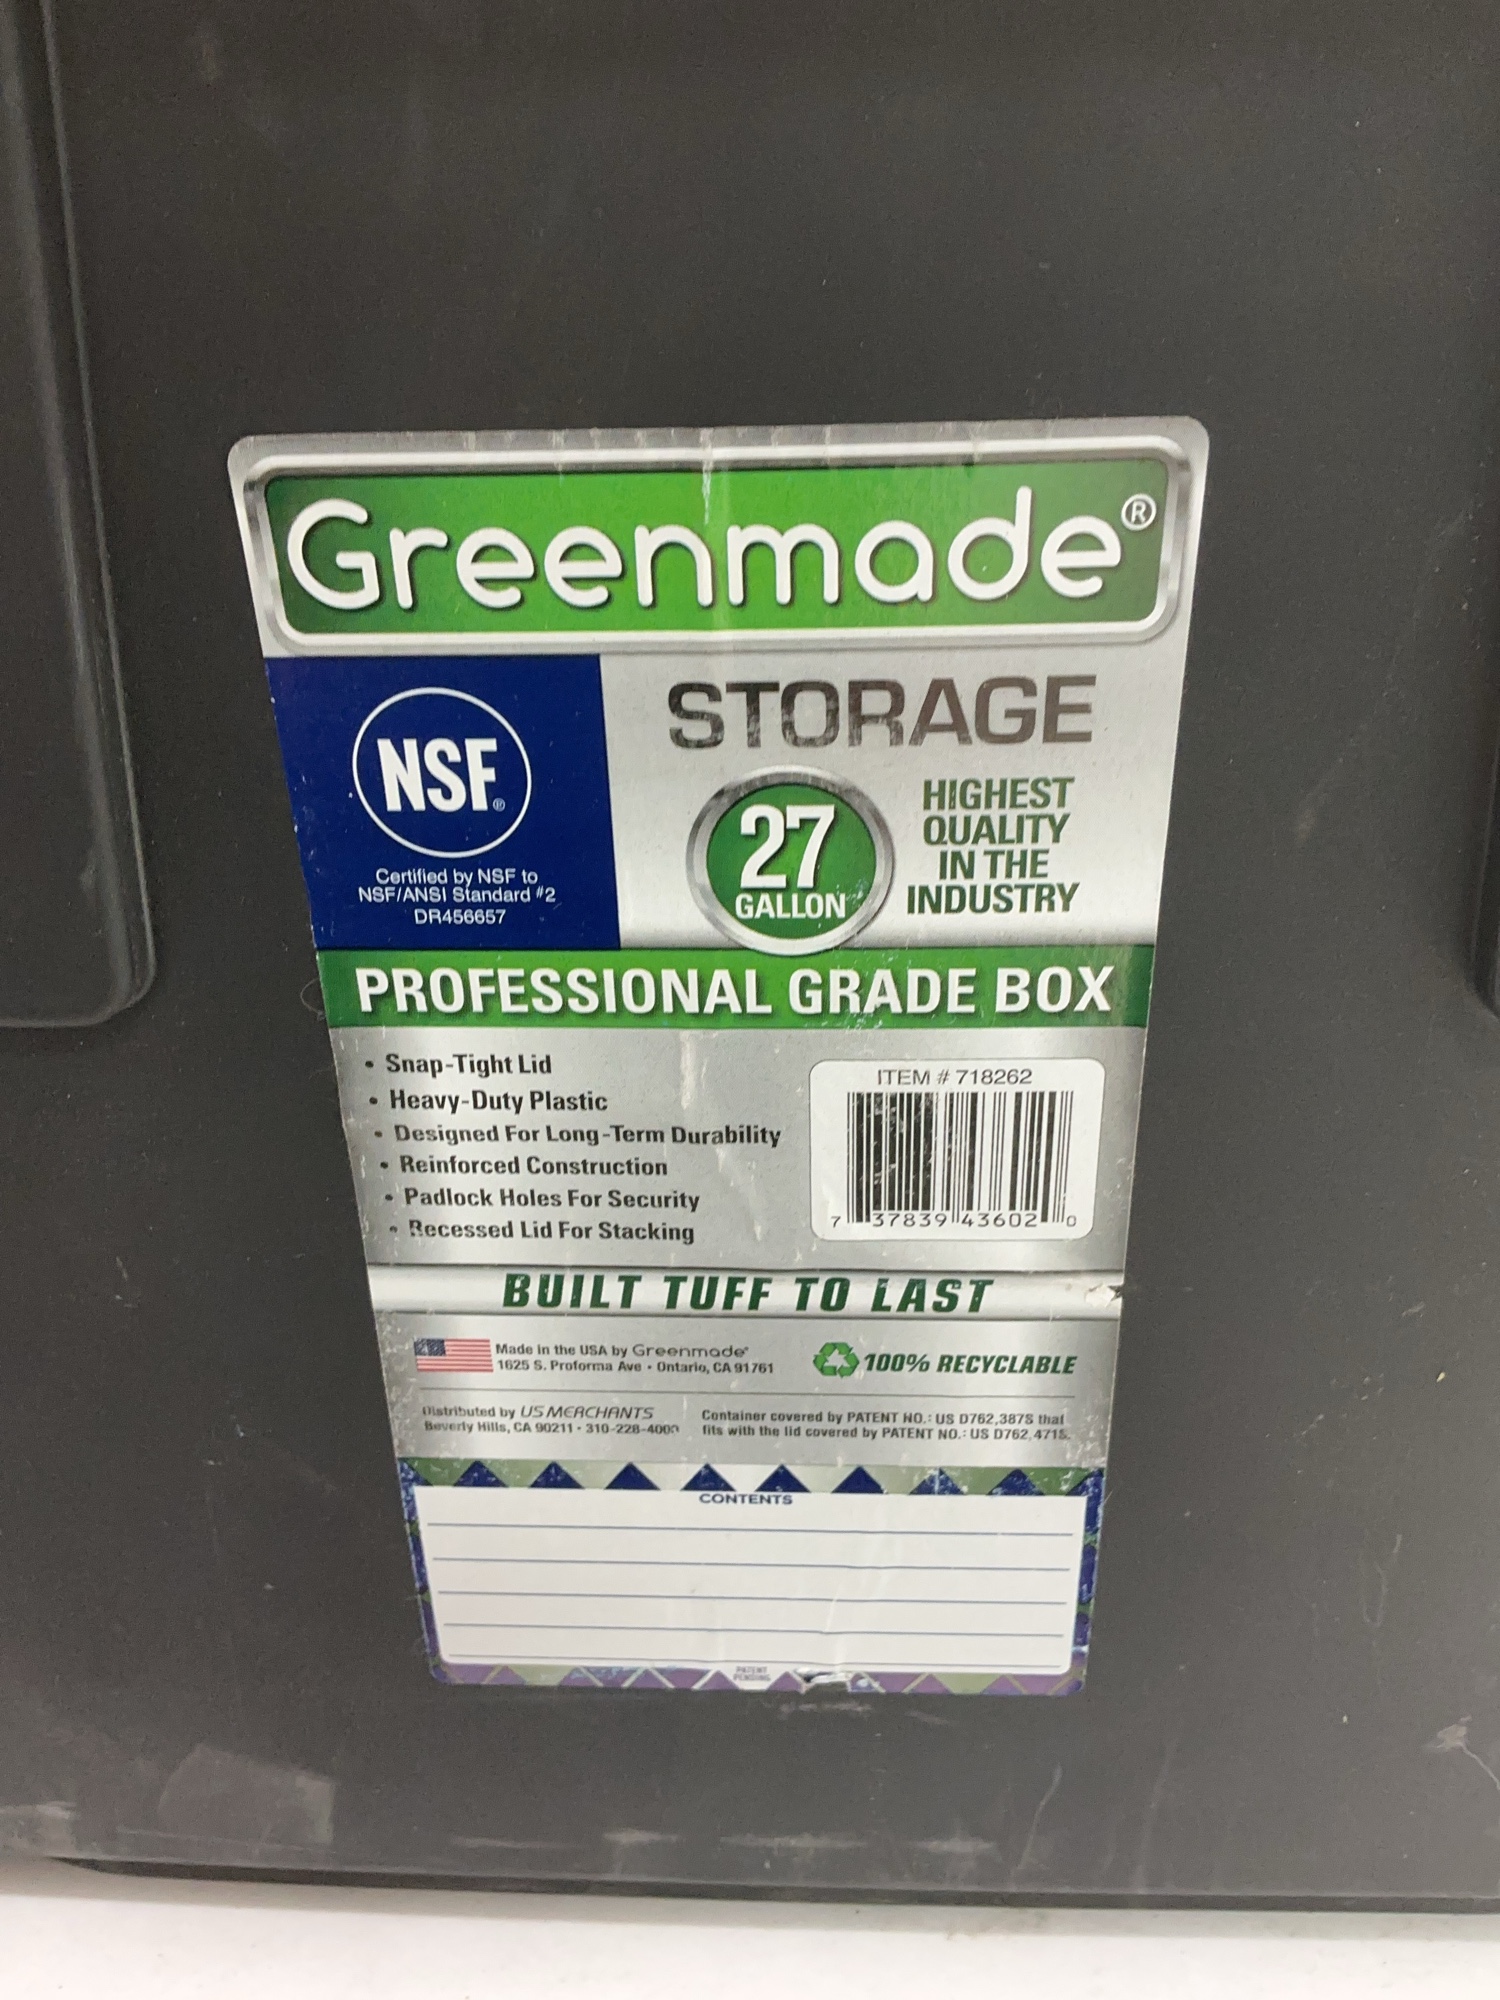 Greenmade®
NSF®
Certified by NSF to
NSF/ANSI Standard #2
DR456657
STORAGE
27
GALLON
HIGHEST
QUALITY
IN THE
INDUSTRY
PROFESSIONAL GRADE BOX
• Snap-Tight Lid
• Heavy-Duty Plastic
• Designed For Long-Term Durability
• Reinforced Construction
• Padlock Holes For Security
• Recessed Lid For Stacking
ITEM # 718262
7 37839 43602 0
BUILT TUFF TO LAST
Made in the USA by Greenmade®
1625 S. Proforma Ave • Ontario, CA 91761
100% RECYCLABLE
Distributed by US MERCHANTS
Beverly Hills, CA 90211 • 310-228-4000
Container covered by PATENT NO.: US D762,387S that
fits with the lid covered by PATENT NO.: US D762,471S.
CONTENTS
PATENT
PENDING